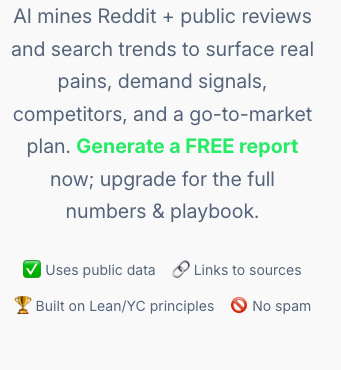 AI mines Reddit + public reviews
and search trends to surface real
pains, demand signals,
competitors, and a go-to-market
plan. Generate a FREE report
now; upgrade for the full
numbers & playbook.
✅ Uses public data 🔗 Links to sources
🏆 Built on Lean/YC principles 🚫 No spam